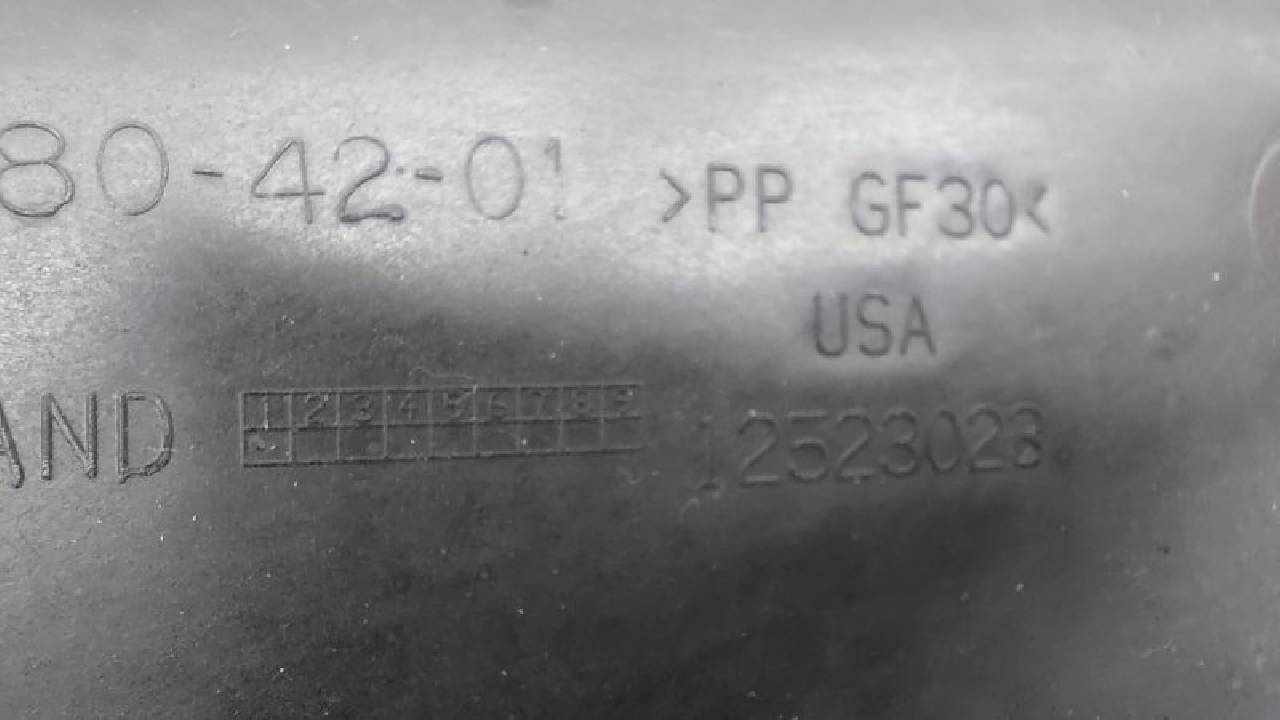 80-42-01 >PP GF30<
USA
AND 1 2 3 4 5 6 7 8 9 12523028